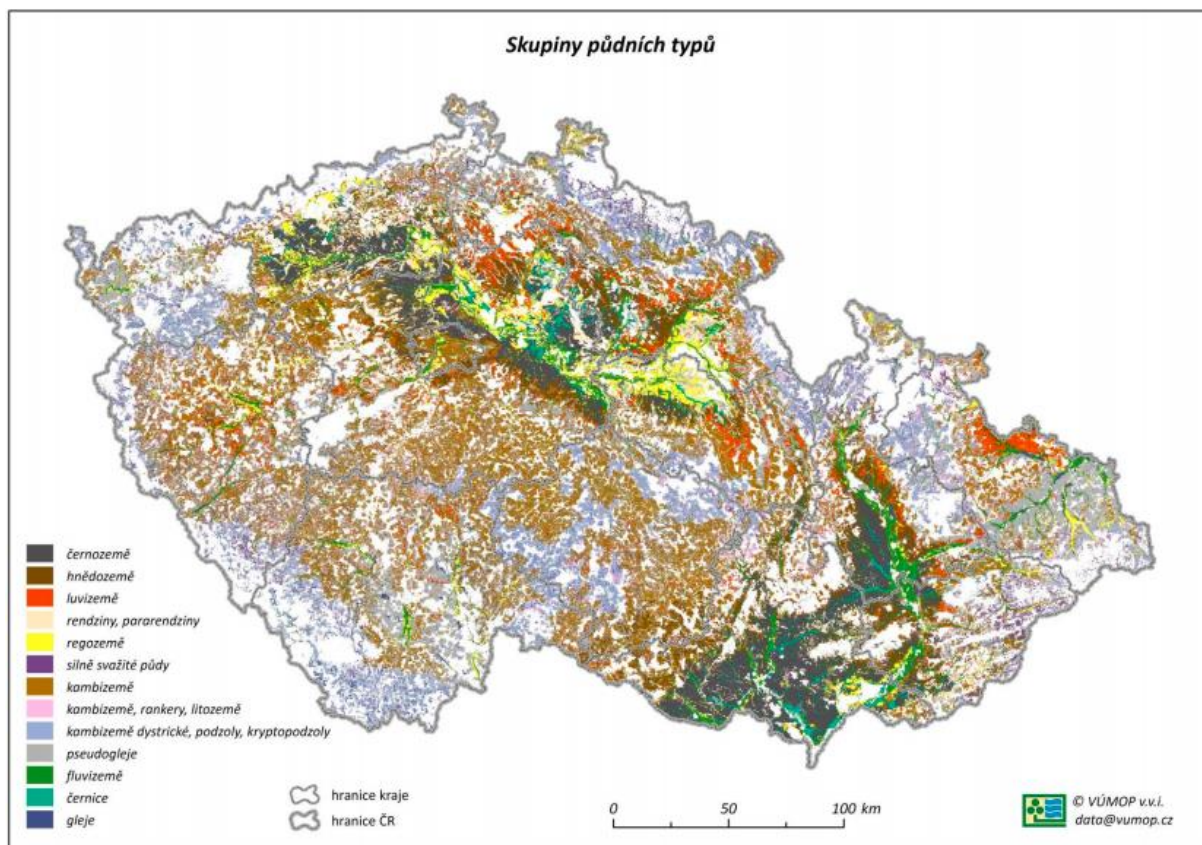 Skupiny půdních typů
černozemě
hnědozemě
luvizemě
rendziny, pararendziny
regozemě
silně svažité půdy
kambizemě
kambizemě, rankery, litozemě
kambizemě dystrické, podzoly, kryptopodzoly
pseudogleje
fluvizemě
černice
gleje
hranice kraje
hranice ČR
0 50 100 km
© VÚMOP v.v.i.
data@vumop.cz